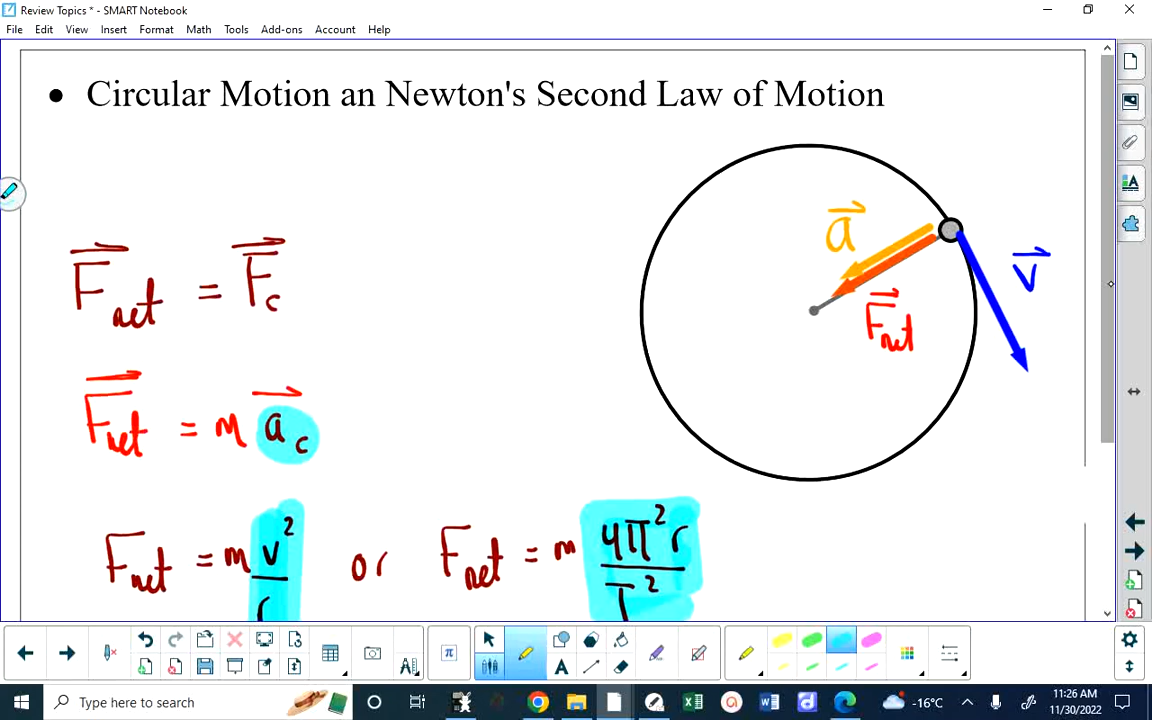 Review Topics * - SMART Notebook
File Edit View Insert Format Math Tools Add-ons Account Help
• Circular Motion an Newton's Second Law of Motion
F⃗net = F⃗c
F⃗net = m a⃗c
Fnet = m v²/r or Fnet = m 4π²r/T²
a⃗
F⃗net
v⃗
π
A
Type here to search
-16°C
11:26 AM
11/30/2022